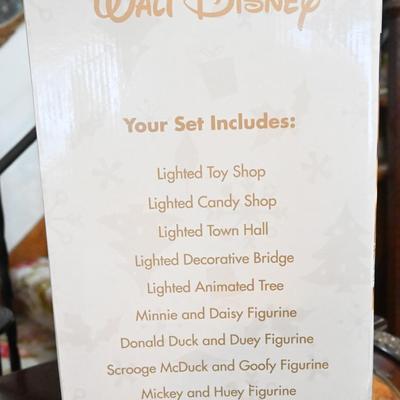 WALT DISNEY
Your Set Includes:
Lighted Toy Shop
Lighted Candy Shop
Lighted Town Hall
Lighted Decorative Bridge
Lighted Animated Tree
Minnie and Daisy Figurine
Donald Duck and Duey Figurine
Scrooge McDuck and Goofy Figurine
Mickey and Huey Figurine